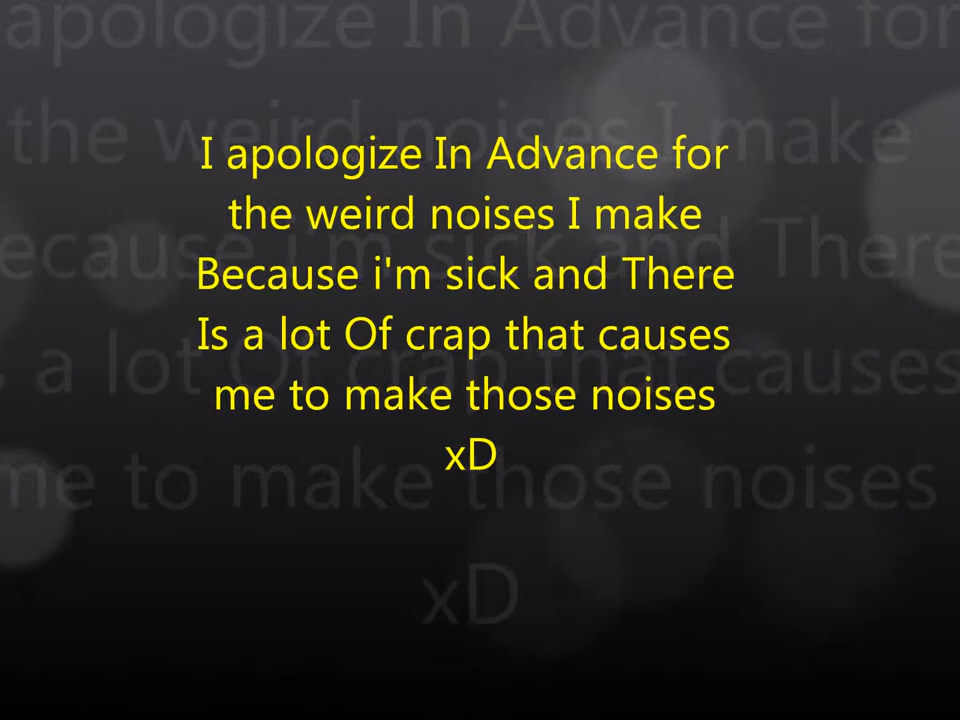 I apologize In Advance for
the weird noises I make
Because i'm sick and There
Is a lot Of crap that causes
me to make those noises
xD